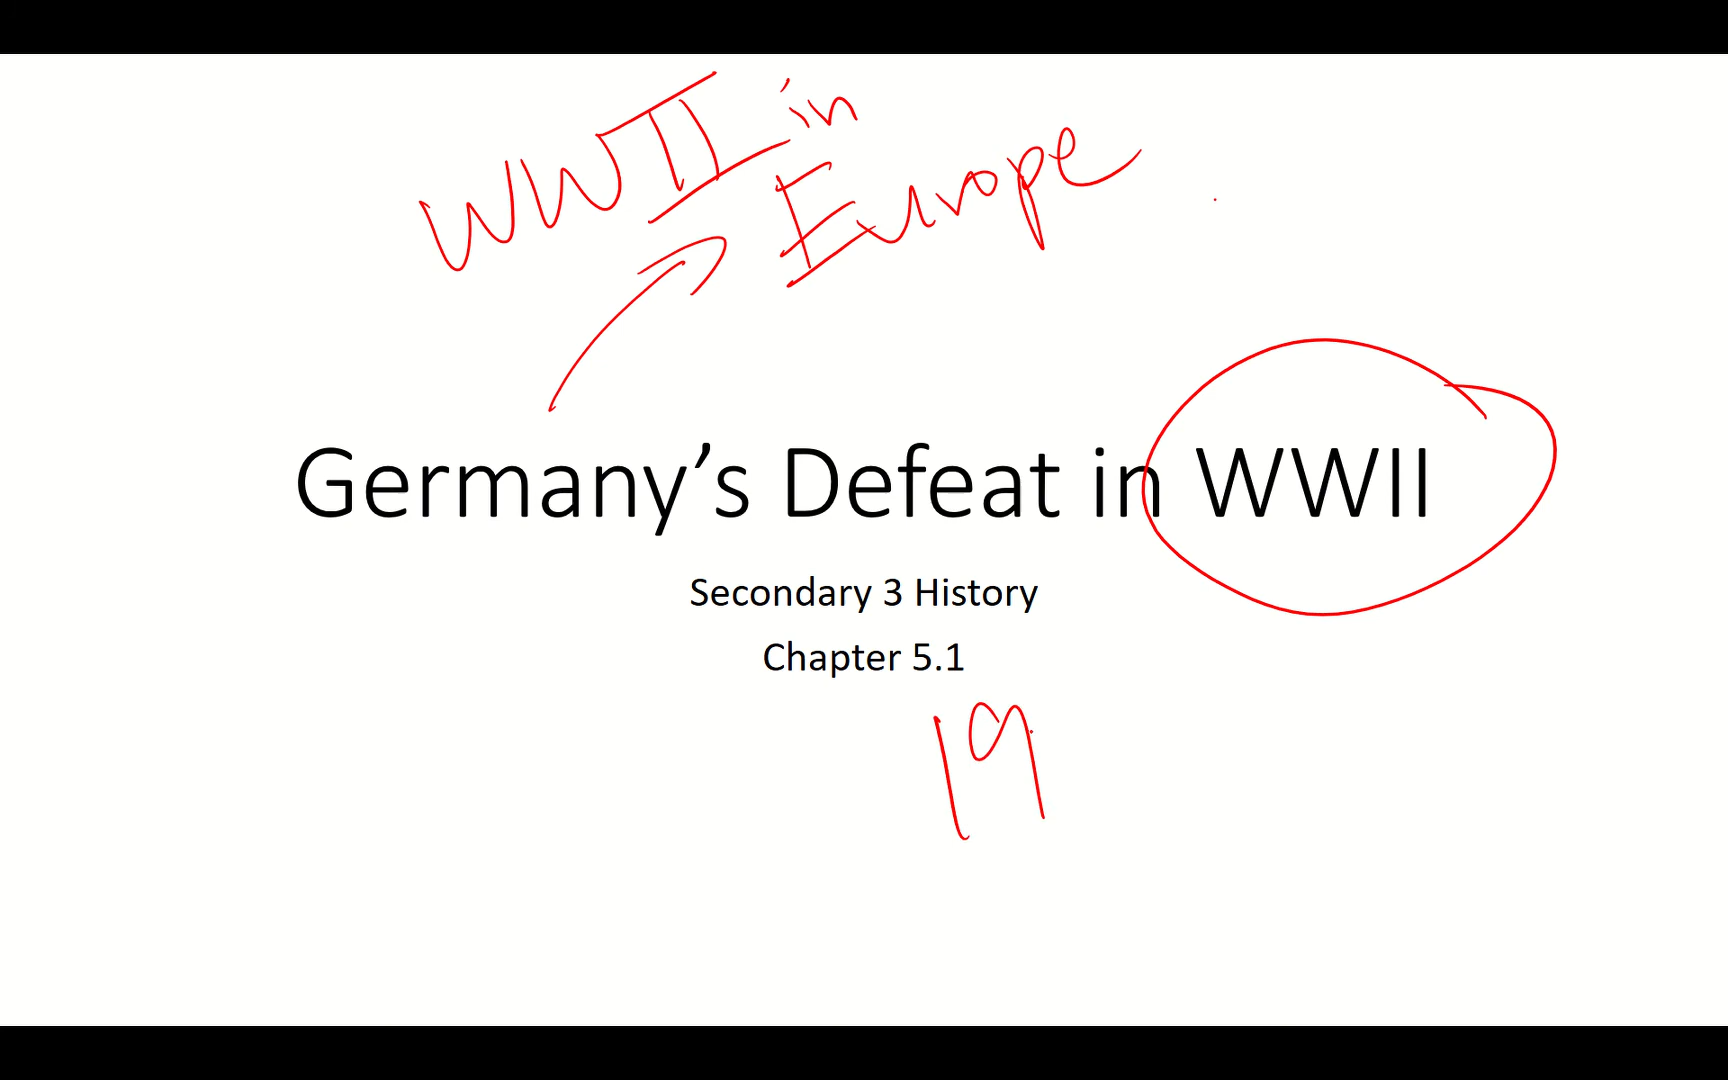 WWII in
Europe
Germany’s Defeat in WWII
Secondary 3 History
Chapter 5.1
19